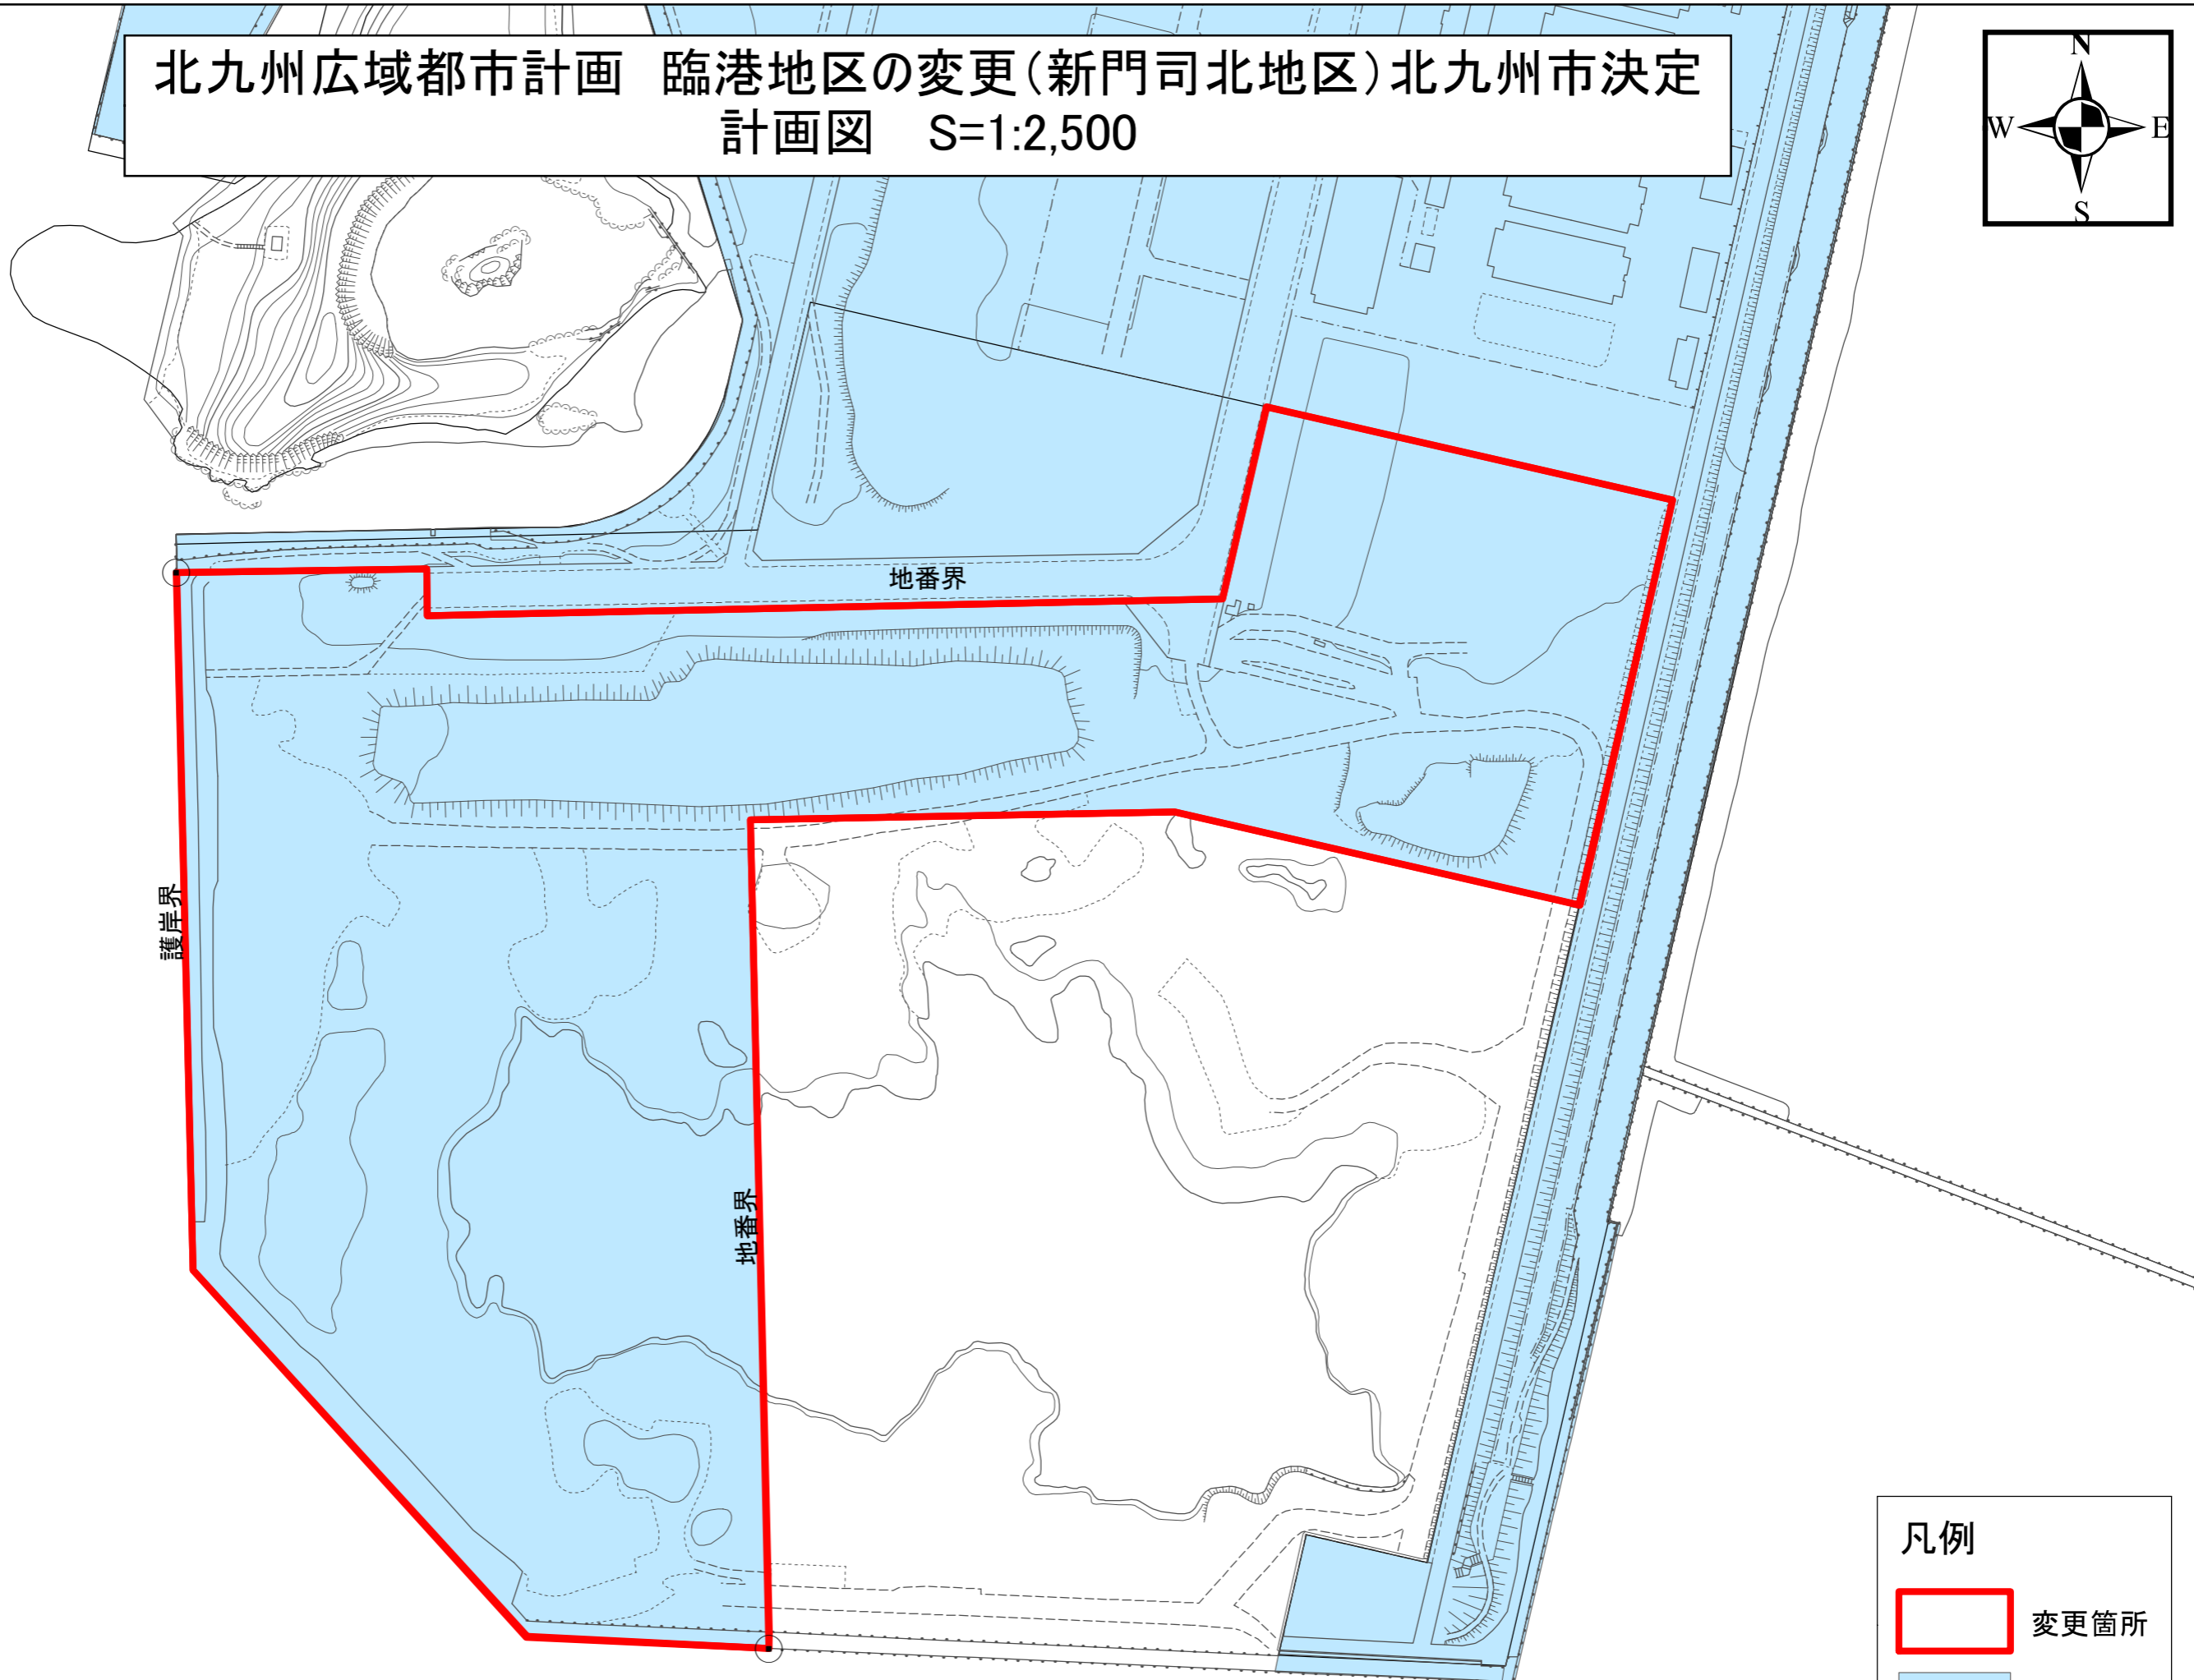 北九州広域都市計画　臨港地区の変更（新門司北地区）北九州市決定
計画図　S=1:2,500
N
W
E
S
地番界
護岸界
地番界
凡例
変更箇所